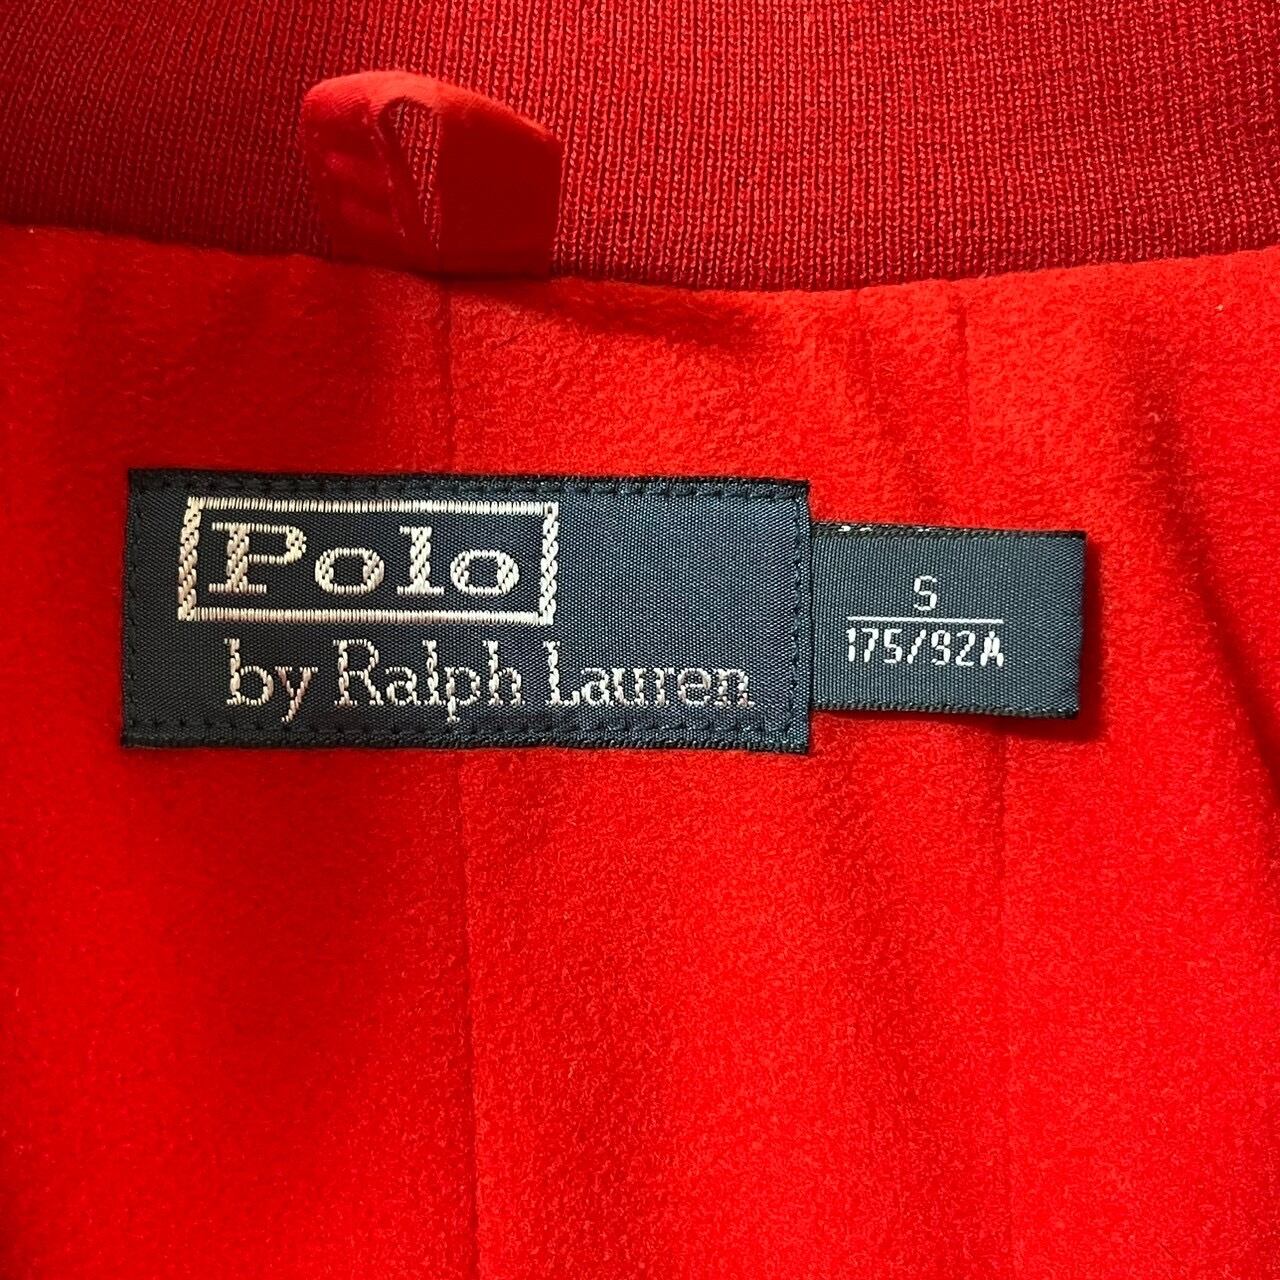 Polo
by Ralph Lauren
S
175/92A